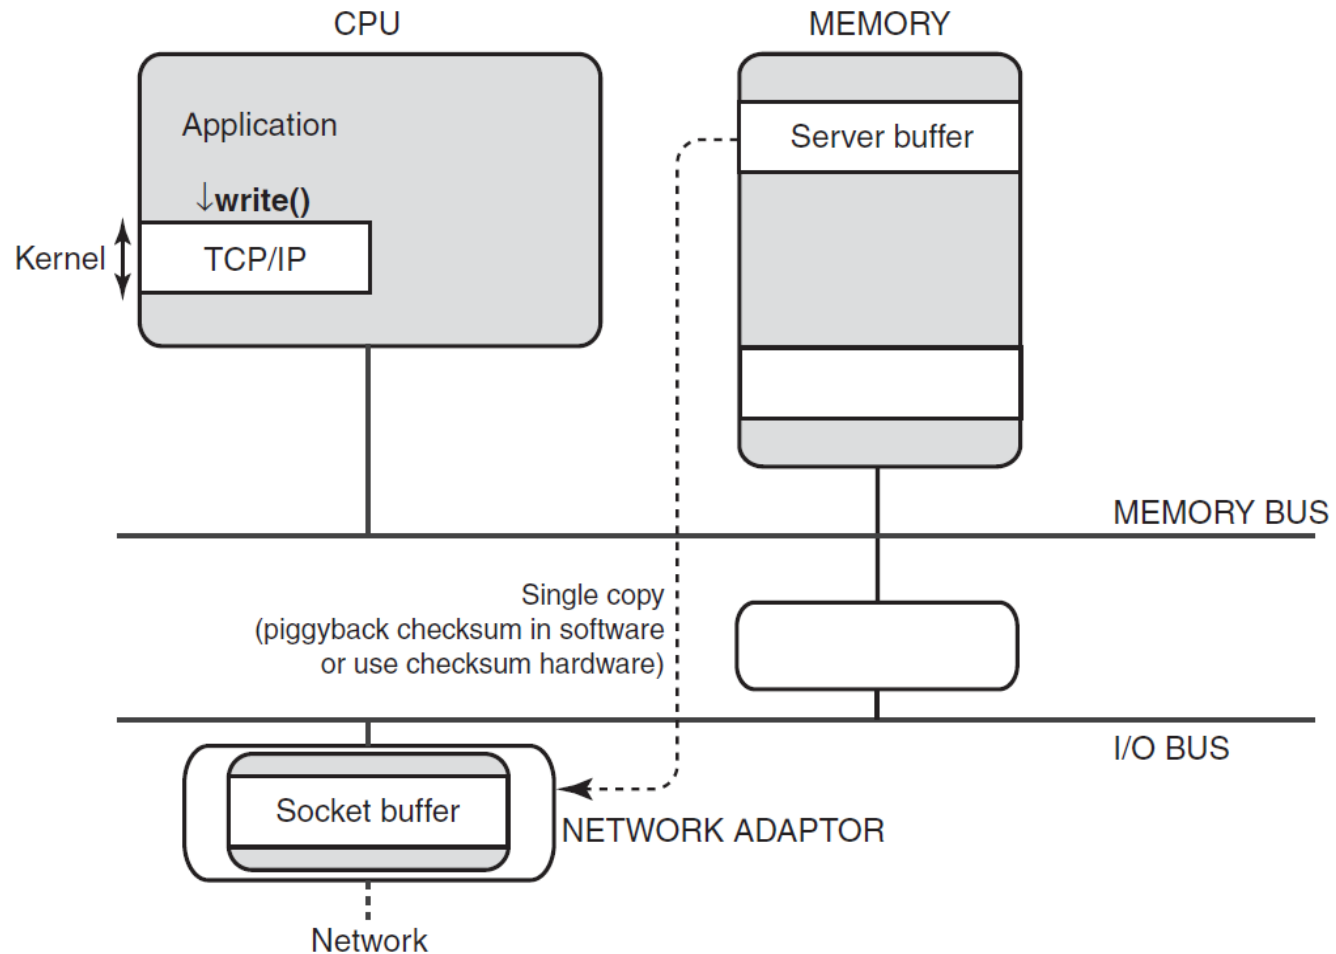 CPU
MEMORY
Application
Server buffer
↓write()
Kernel
TCP/IP
MEMORY BUS
Single copy
(piggyback checksum in software
or use checksum hardware)
I/O BUS
Socket buffer
NETWORK ADAPTOR
Network